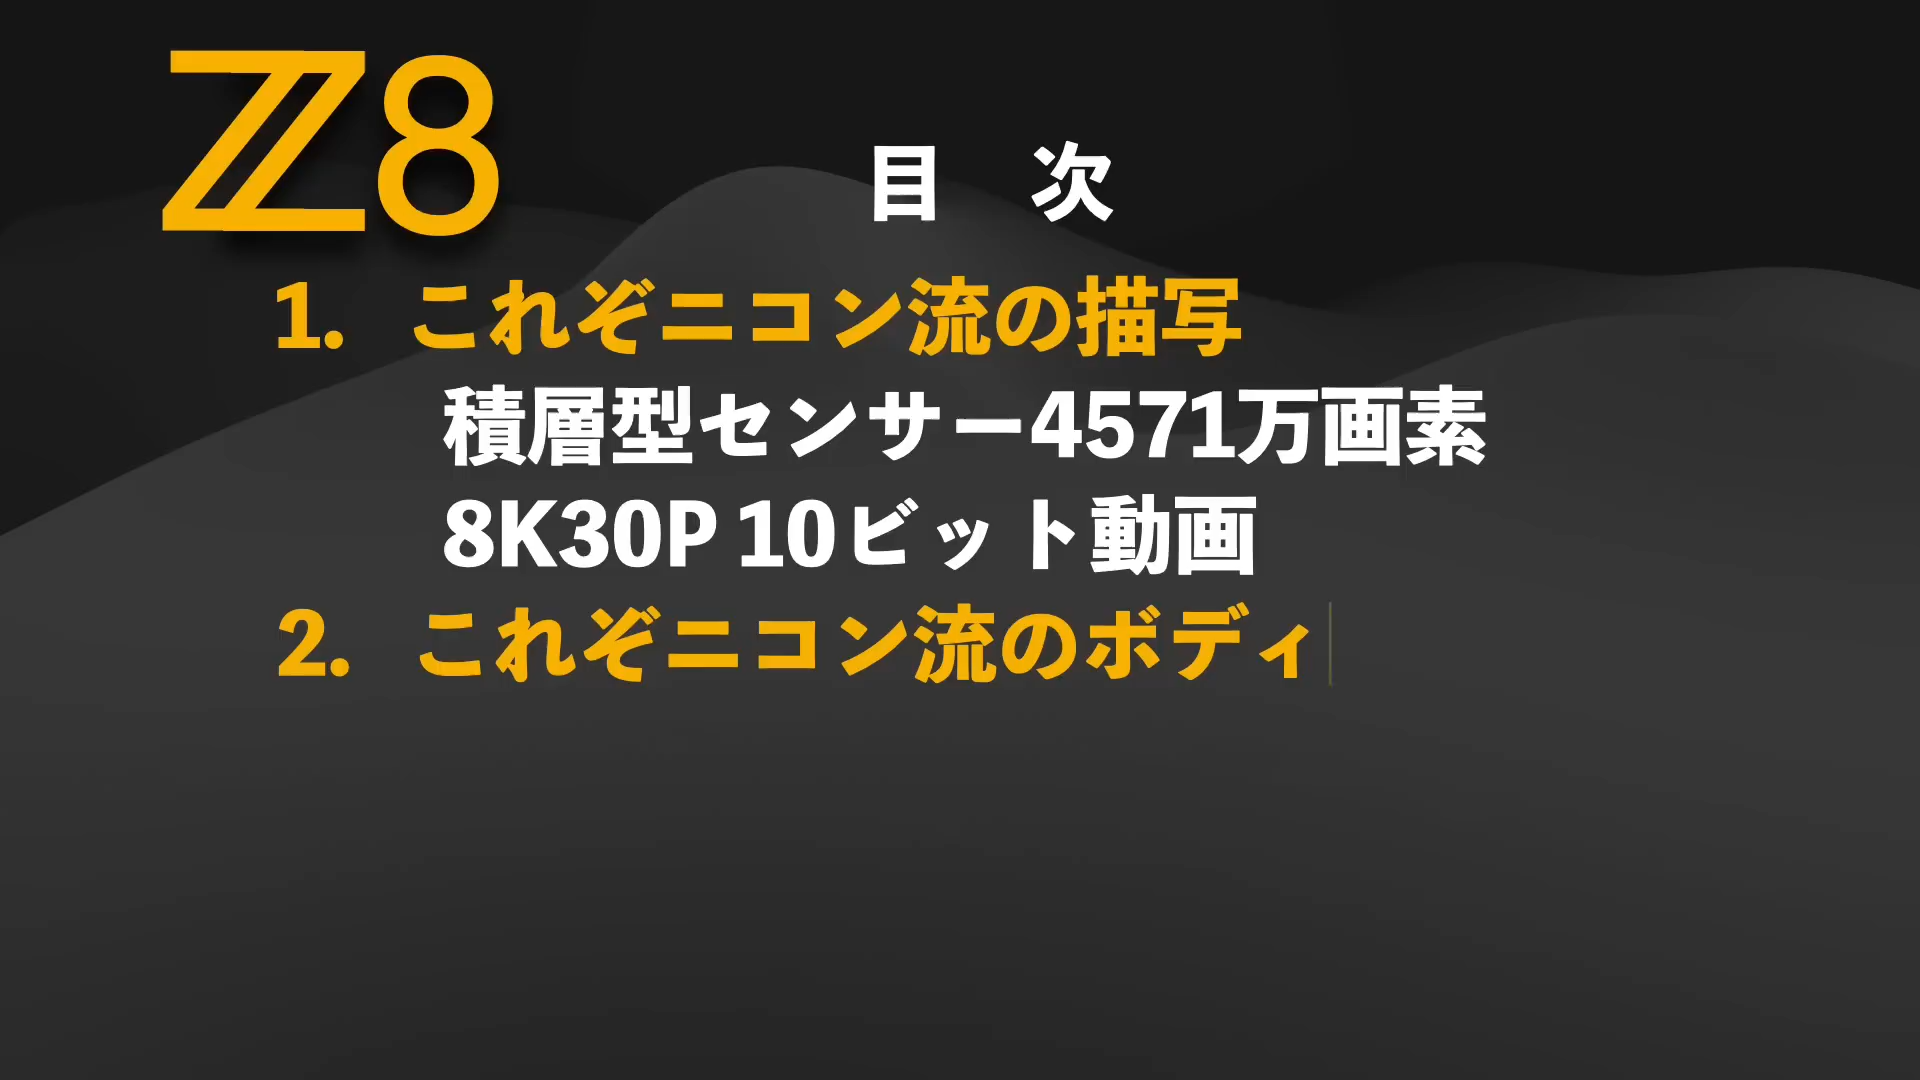 Z8
目 次
1. これぞニコン流の描写
積層型センサー4571万画素
8K30P 10ビット動画
2. これぞニコン流のボディ